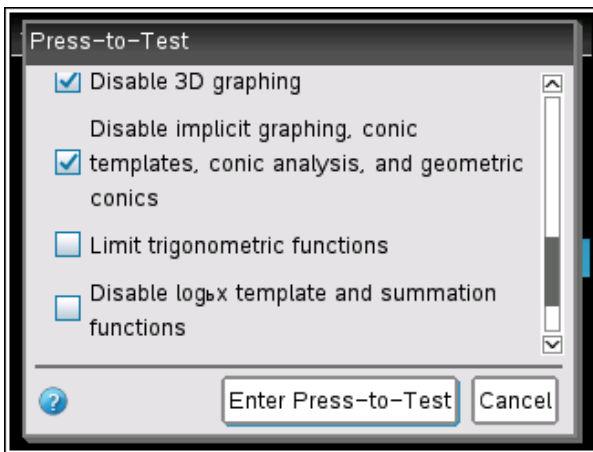 Press-to-Test
Disable 3D graphing
Disable implicit graphing, conic
templates, conic analysis, and geometric
conics
Limit trigonometric functions
Disable logьx template and summation
functions
?
Enter Press-to-Test
Cancel